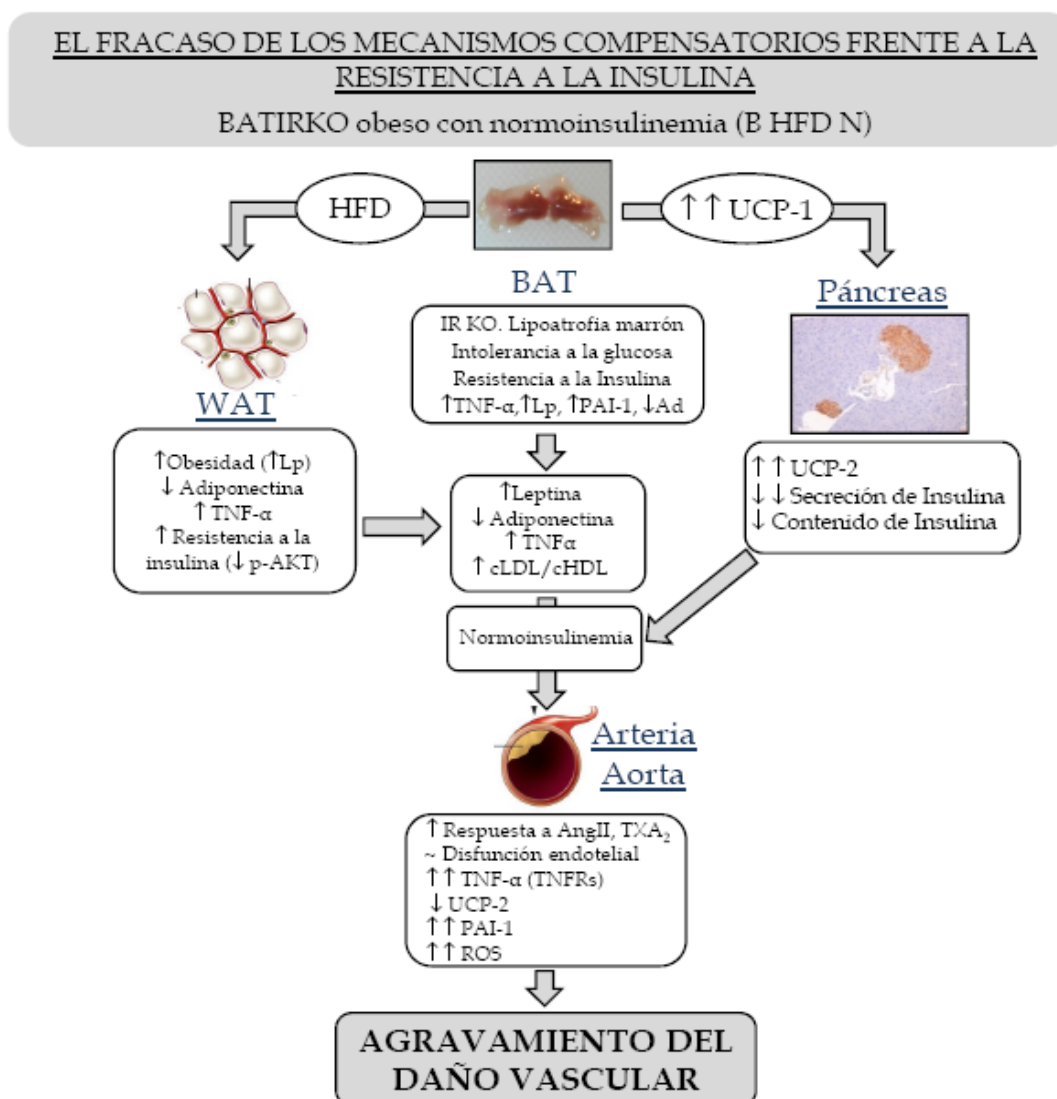 EL FRACASO DE LOS MECANISMOS COMPENSATORIOS FRENTE A LA
RESISTENCIA A LA INSULINA
BATIRKO obeso con normoinsulinemia (B HFD N)
HFD
↑↑ UCP-1
BAT
Páncreas
IR KO. Lipoatrofia marrón
Intolerancia a la glucosa
Resistencia a la Insulina
↑TNF-α,↑Lp, ↑PAI-1, ↓Ad
WAT
↑Obesidad (↑Lp)
↓ Adiponectina
↑ TNF-α
↑ Resistencia a la
insulina (↓ p-AKT)
↑Leptina
↓ Adiponectina
↑ TNFα
↑ cLDL/cHDL
↑↑ UCP-2
↓↓ Secreción de Insulina
↓ Contenido de Insulina
Normoinsulinemia
Arteria
Aorta
↑ Respuesta a AngII, TXA₂
~ Disfunción endotelial
↑↑ TNF-α (TNFRs)
↓ UCP-2
↑↑ PAI-1
↑↑ ROS
AGRAVAMIENTO DEL
DAÑO VASCULAR